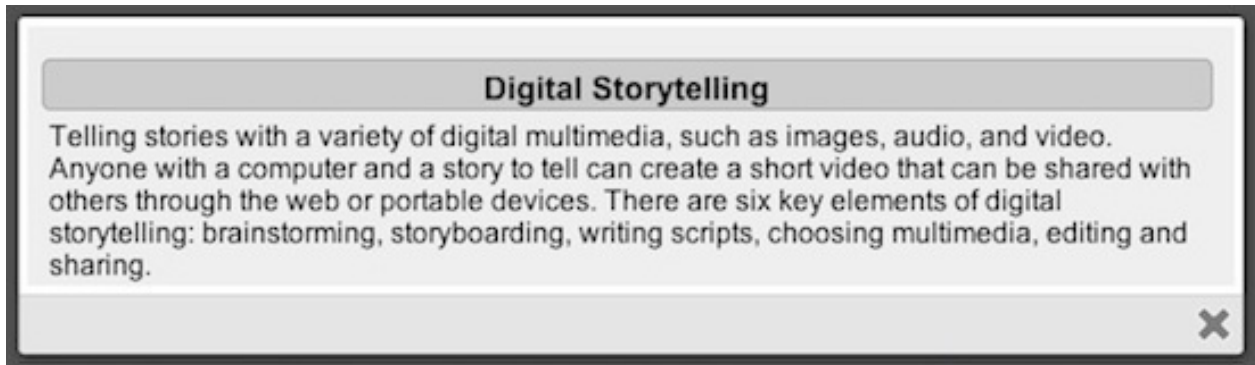 Digital Storytelling
Telling stories with a variety of digital multimedia, such as images, audio, and video.
Anyone with a computer and a story to tell can create a short video that can be shared with
others through the web or portable devices. There are six key elements of digital
storytelling: brainstorming, storyboarding, writing scripts, choosing multimedia, editing and
sharing.